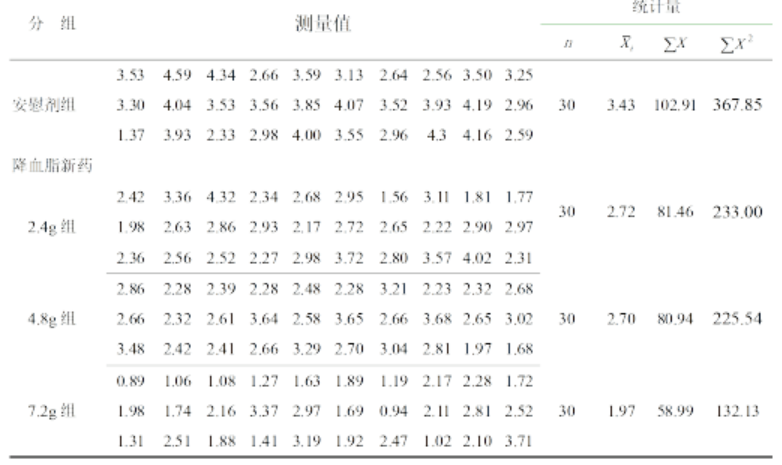 统计量
分 组 测量值 n X̄ᵢ ∑X ∑X²
3.53 4.59 4.34 2.66 3.59 3.13 2.64 2.56 3.50 3.25
安慰剂组 3.30 4.04 3.53 3.56 3.85 4.07 3.52 3.93 4.19 2.96 30 3.43 102.91 367.85
1.37 3.93 2.33 2.98 4.00 3.55 2.96 4.3 4.16 2.59
降血脂新药
2.42 3.36 4.32 2.34 2.68 2.95 1.56 3.11 1.81 1.77
2.4g 组 1.98 2.63 2.86 2.93 2.17 2.72 2.65 2.22 2.90 2.97 30 2.72 81.46 233.00
2.36 2.56 2.52 2.27 2.98 3.72 2.80 3.57 4.02 2.31
2.86 2.28 2.39 2.28 2.48 2.28 3.21 2.23 2.32 2.68
4.8g 组 2.66 2.32 2.61 3.64 2.58 3.65 2.66 3.68 2.65 3.02 30 2.70 80.94 225.54
3.48 2.42 2.41 2.66 3.29 2.70 3.04 2.81 1.97 1.68
0.89 1.06 1.08 1.27 1.63 1.89 1.19 2.17 2.28 1.72
7.2g 组 1.98 1.74 2.16 3.37 2.97 1.69 0.94 2.11 2.81 2.52 30 1.97 58.99 132.13
1.31 2.51 1.88 1.41 3.19 1.92 2.47 1.02 2.10 3.71